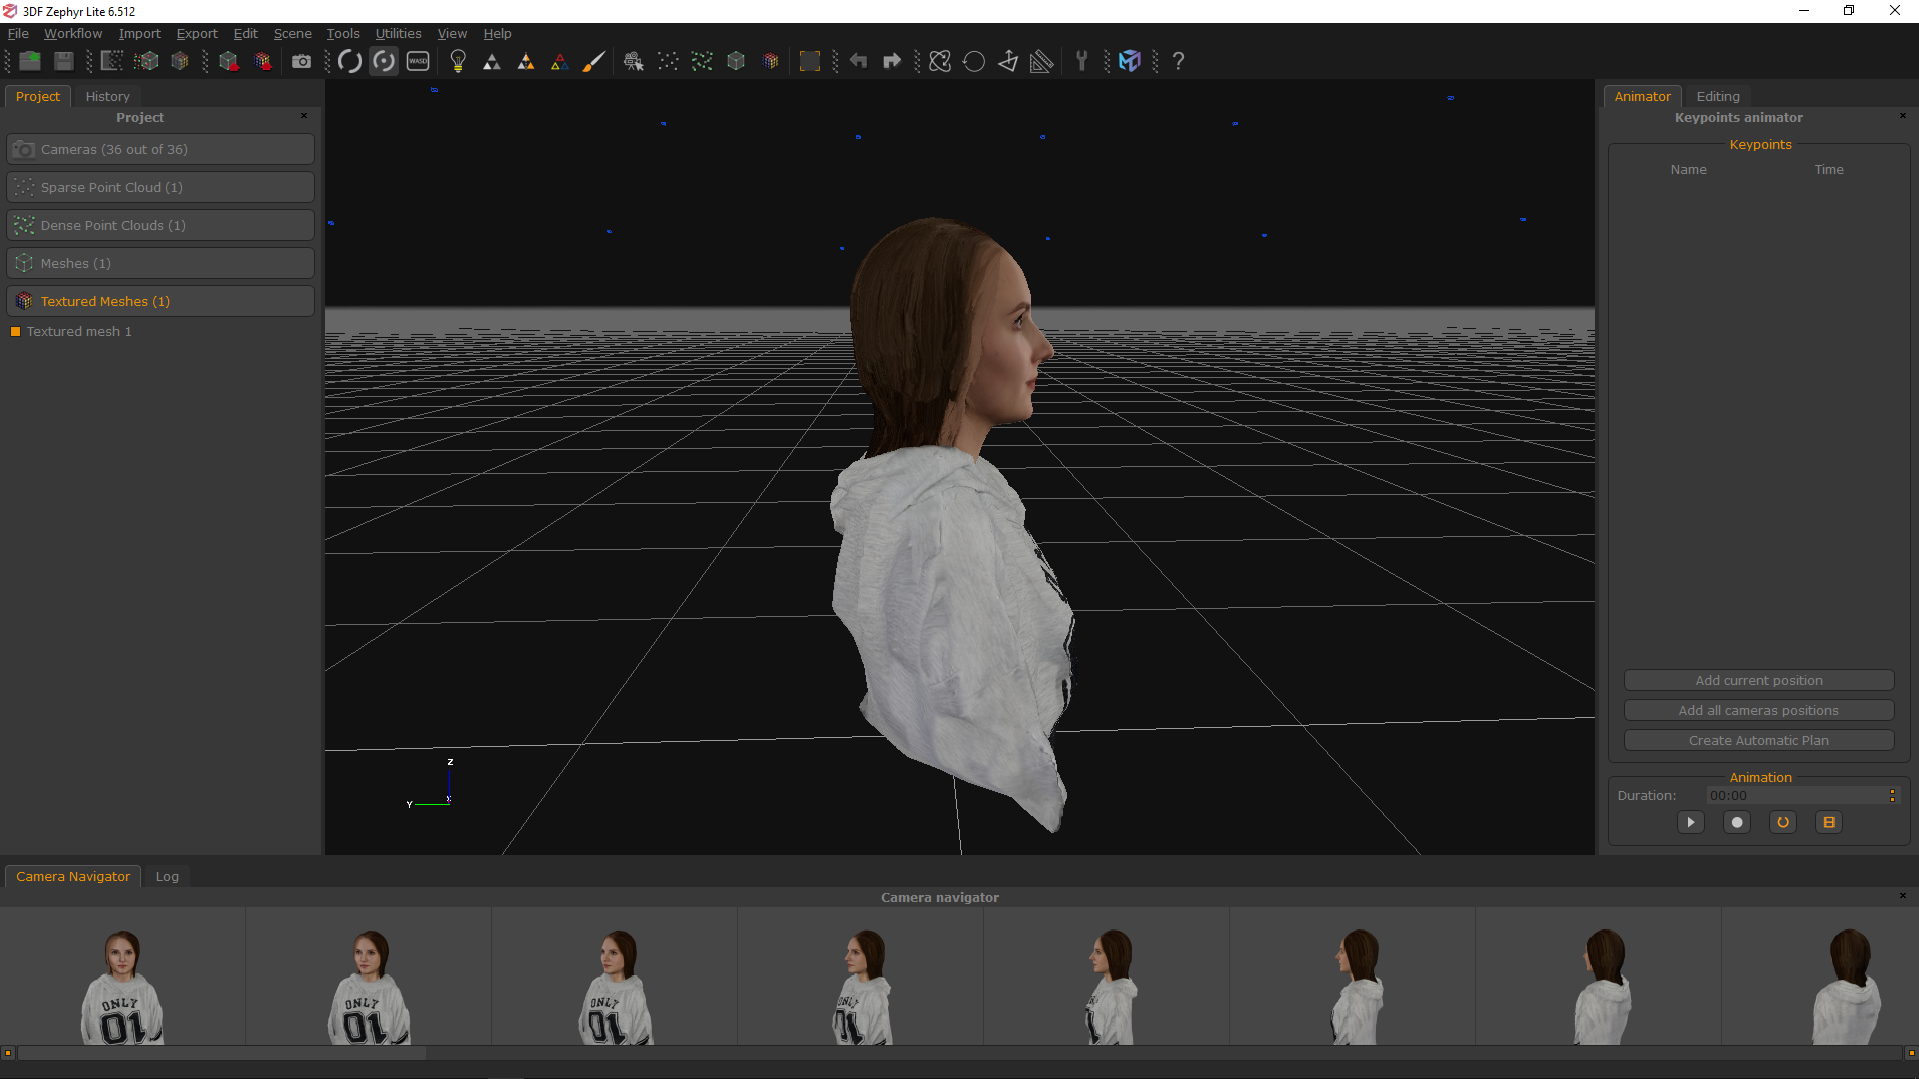 3DF Zephyr Lite 6.512
File Workflow Import Export Edit Scene Tools Utilities View Help
WASD
Project History
Project
Cameras (36 out of 36)
Sparse Point Cloud (1)
Dense Point Clouds (1)
Meshes (1)
Textured Meshes (1)
Textured mesh 1
Z
Y
Animator Editing
Keypoints animator
Keypoints
Name Time
Add current position
Add all cameras positions
Create Automatic Plan
Animation
Duration: 00:00
Camera Navigator Log
Camera navigator
ONLY
01
ONLY
01
ONLY
01